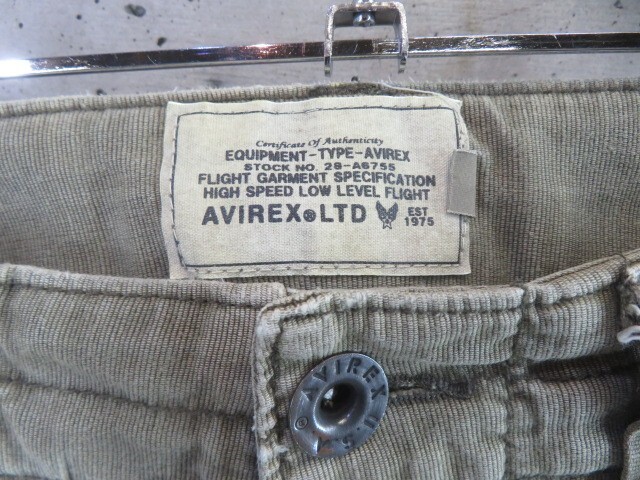 Certificate Of Authenticity
EQUIPMENT-TYPE-AVIREX
STOCK NO. 28-A6755
FLIGHT GARMENT SPECIFICATION
HIGH SPEED LOW LEVEL FLIGHT
AVIREX®LTD EST 1975
AVIREX U.S.A ®